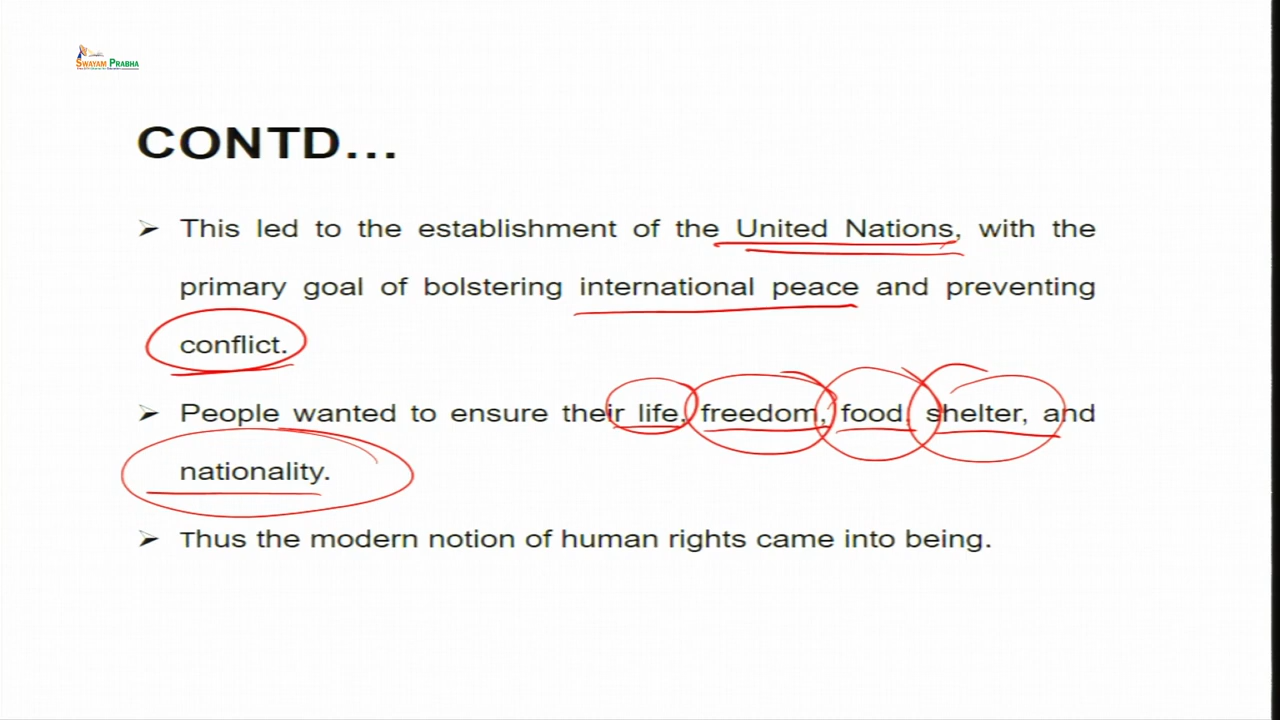 SWAYAM PRABHA
CONTD...
➢ This led to the establishment of the United Nations, with the
primary goal of bolstering international peace and preventing
conflict.
➢ People wanted to ensure their life, freedom, food, shelter, and
nationality.
➢ Thus the modern notion of human rights came into being.